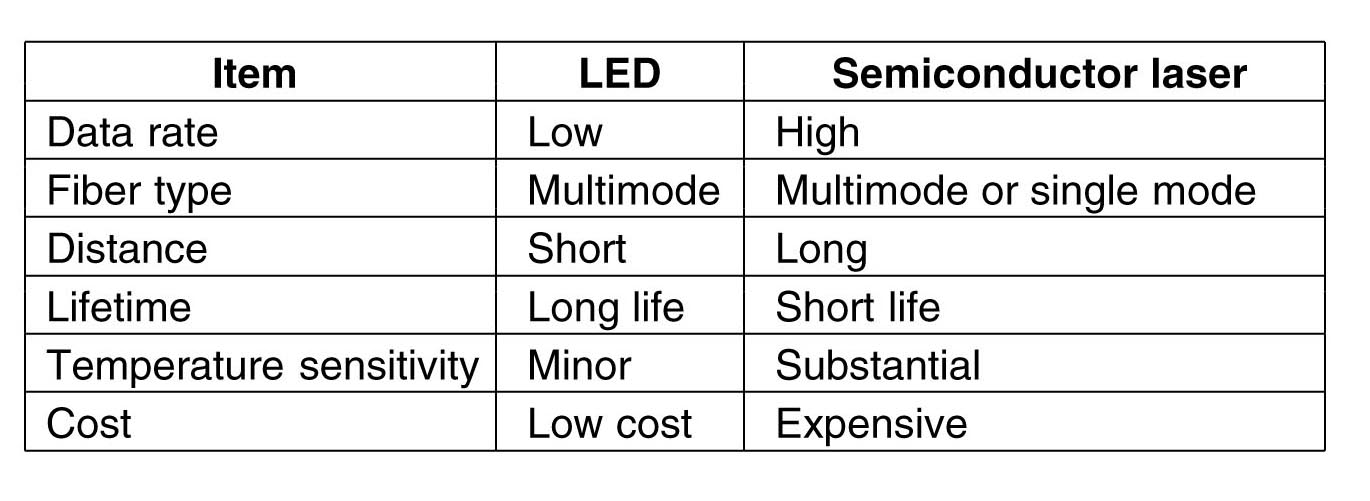 Item LED Semiconductor laser
Data rate Low High
Fiber type Multimode Multimode or single mode
Distance Short Long
Lifetime Long life Short life
Temperature sensitivity Minor Substantial
Cost Low cost Expensive